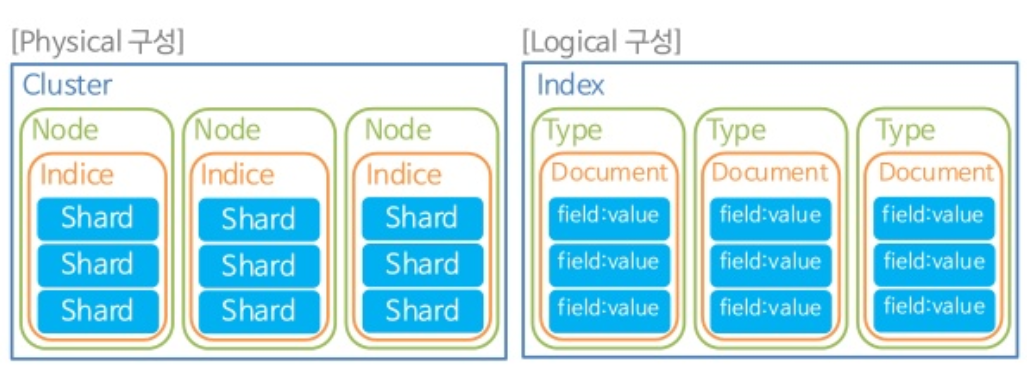 [Physical 구성]
Cluster
Node
Indice
Shard
Shard
Shard
Node
Indice
Shard
Shard
Shard
Node
Indice
Shard
Shard
Shard
[Logical 구성]
Index
Type
Document
field:value
field:value
field:value
Type
Document
field:value
field:value
field:value
Type
Document
field:value
field:value
field:value